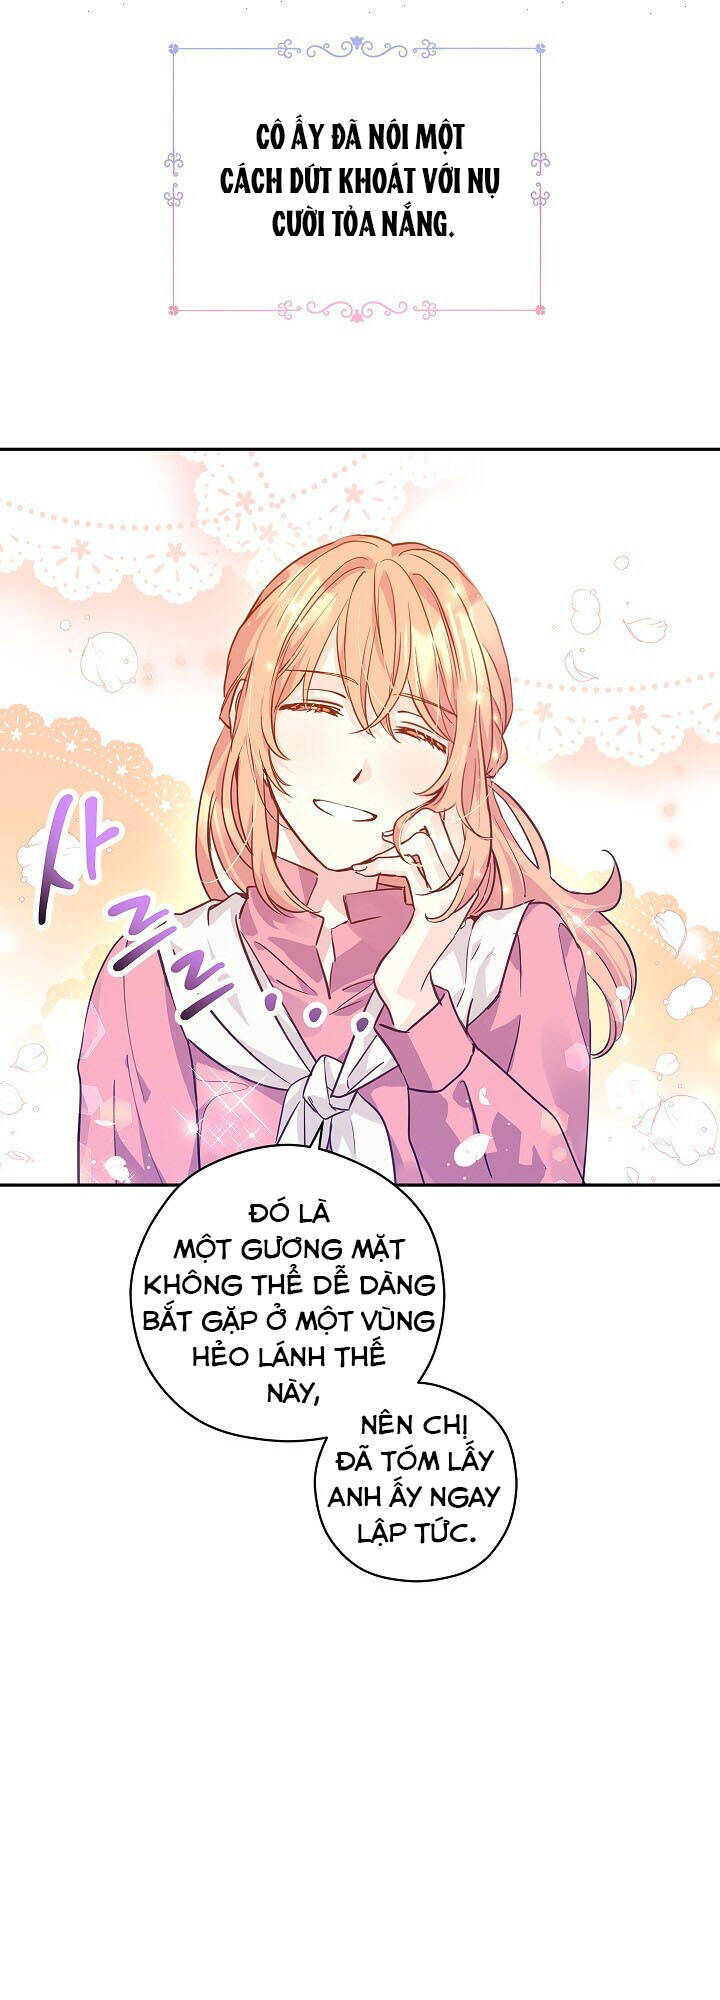 CÔ ẤY ĐÃ NÓI MỘT
CÁCH DỨT KHOÁT VỚI NỤ
CƯỜI TỎA NẮNG.
사
르
르...
ĐÓ LÀ
MỘT GƯƠNG MẶT
KHÔNG THỂ DỄ DÀNG
BẮT GẶP Ở MỘT VÙNG
HẺO LÁNH THẾ
NÀY,
NÊN CHỊ
ĐÃ TÓM LẤY
ANH ẤY NGAY
LẬP TỨC.